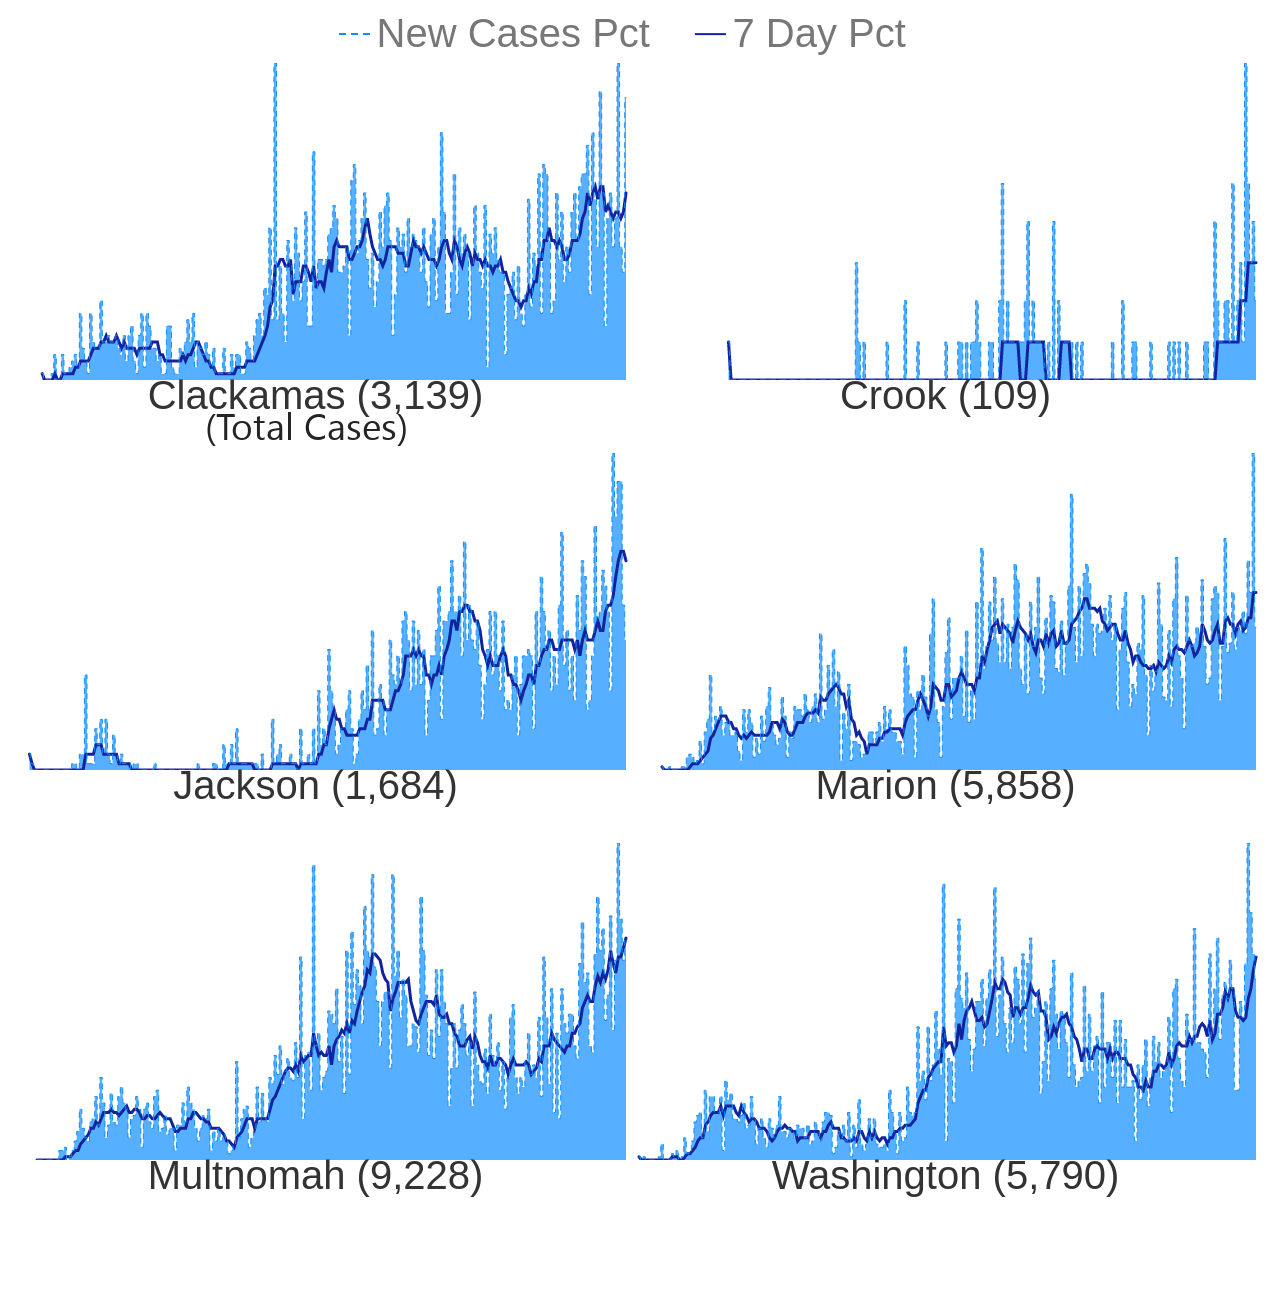 New Cases Pct 7 Day Pct
Clackamas (3,139) Crook (109)
(Total Cases)
Jackson (1,684) Marion (5,858)
Multnomah (9,228) Washington (5,790)